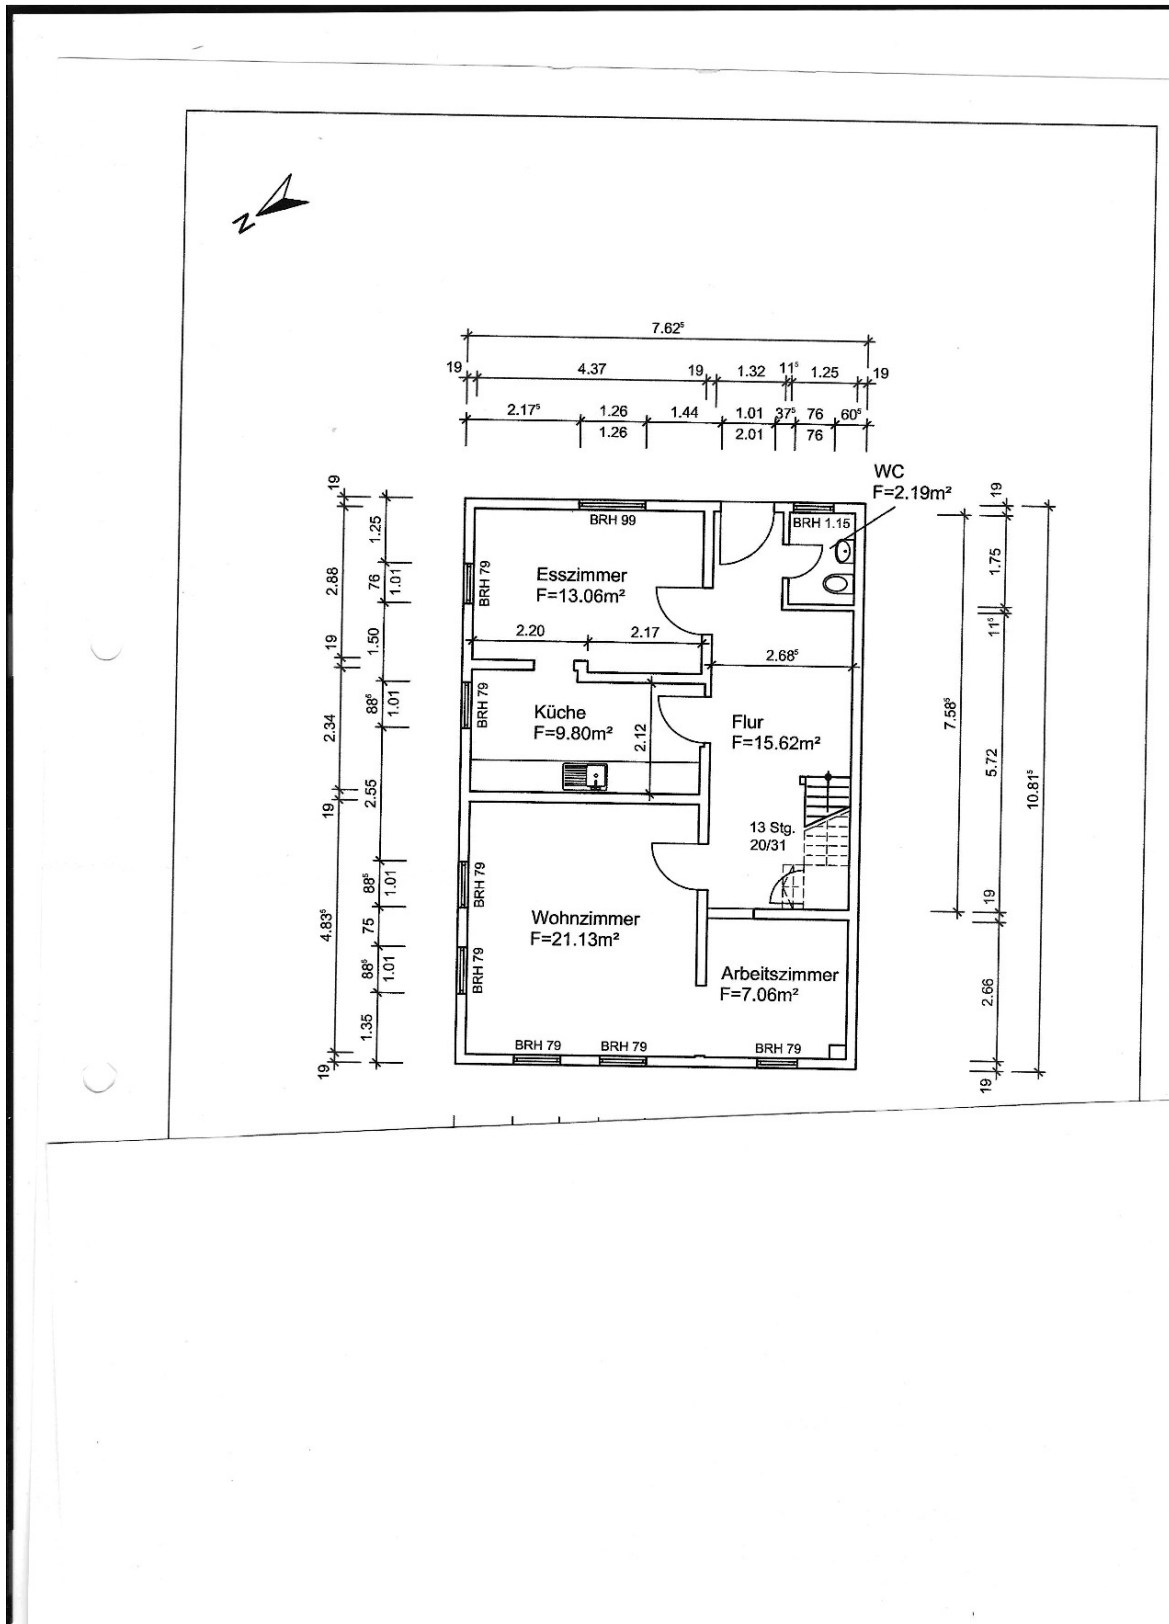 N
7.62⁵
19
4.37
19
1.32
11⁵
1.25
19
2.17⁵
1.26
1.26
1.44
1.01
2.01
37⁵
76
76
60⁵
WC
F=2.19m²
BRH 99
BRH 1.15
19
2.88
19
2.34
19
4.83⁵
19
1.25
76
1.01
1.50
88⁵
1.01
2.55
88⁵
1.01
75
88⁵
1.01
1.35
BRH 79
Esszimmer
F=13.06m²
2.20
2.17
2.68⁵
BRH 79
Küche
F=9.80m²
2.12
Flur
F=15.62m²
13 Stg.
20/31
BRH 79
Wohnzimmer
F=21.13m²
BRH 79
Arbeitszimmer
F=7.06m²
BRH 79
BRH 79
BRH 79
7.58⁵
19
1.75
11⁵
5.72
19
2.66
19
10.81⁵